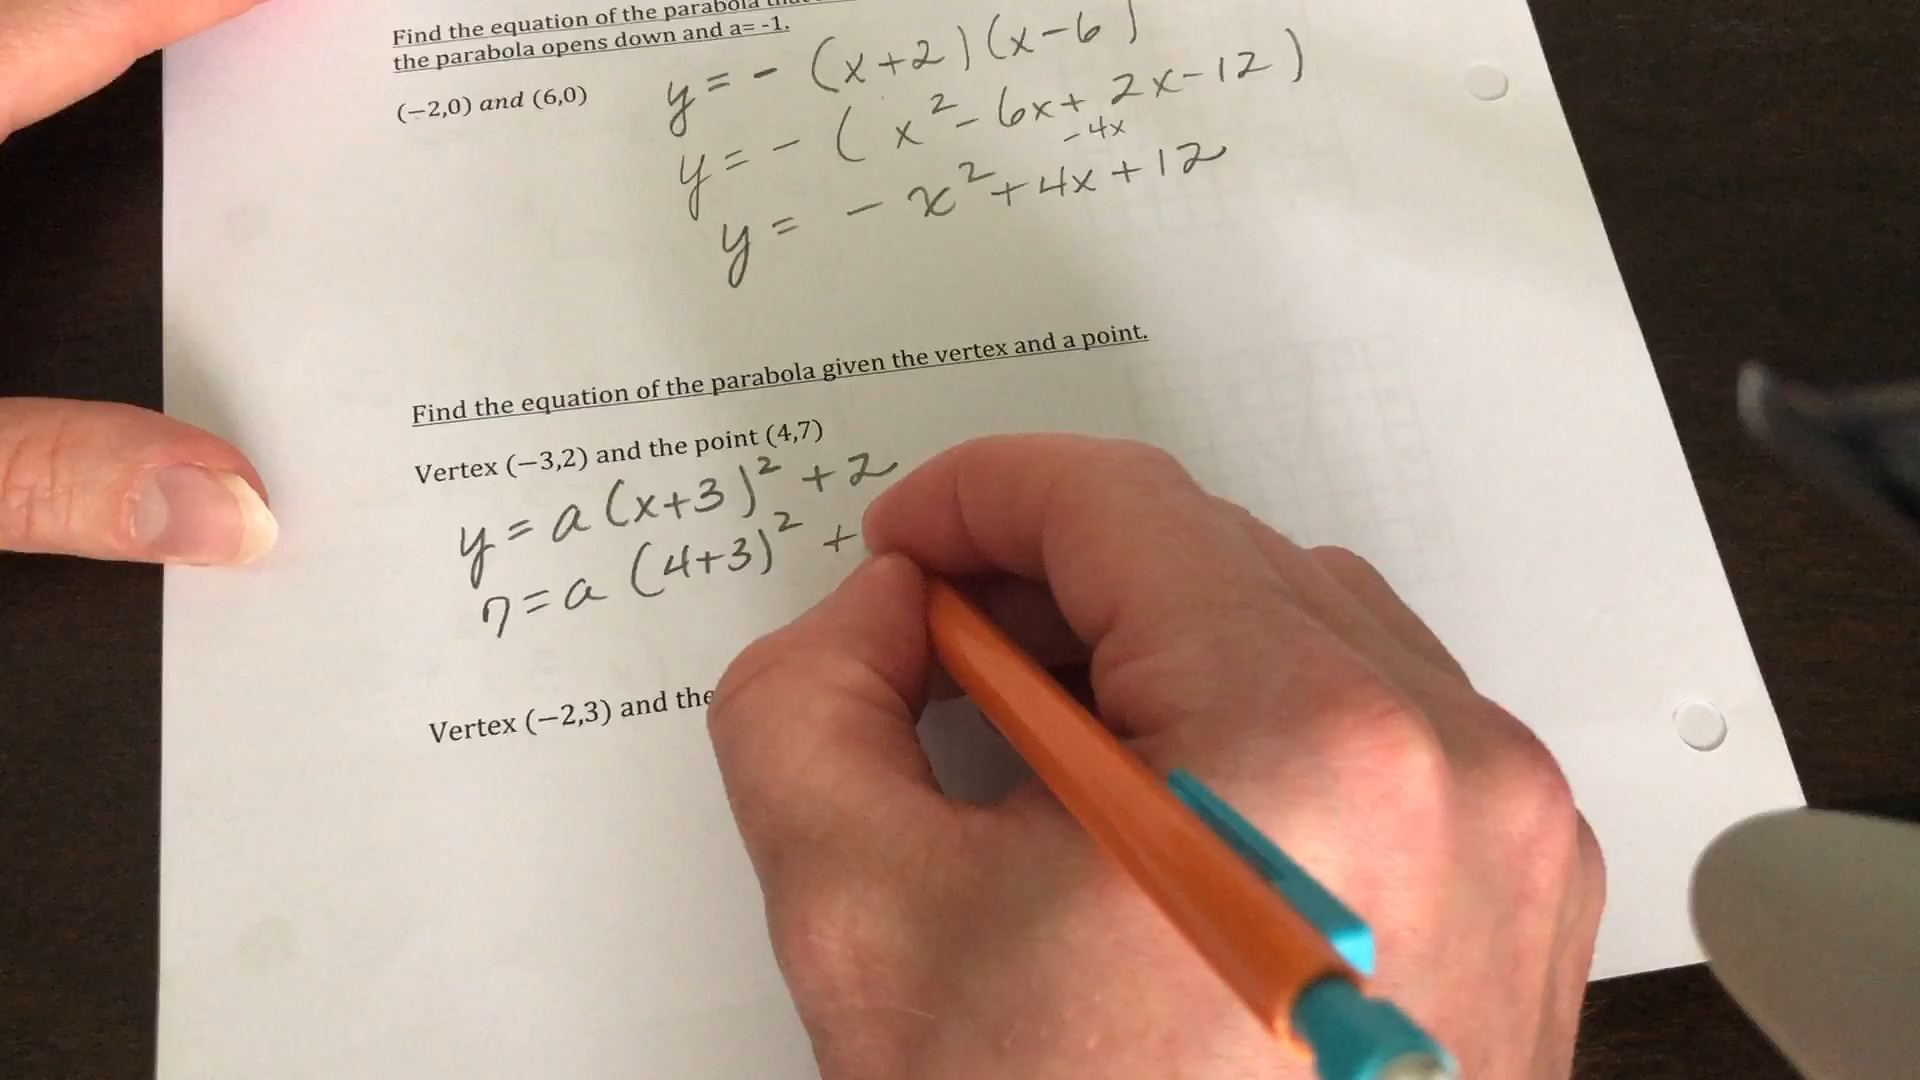 Find the equation of the parabola
the parabola opens down and a= -1.
(−2,0) and (6,0)
y = - (x+2)(x-6)
y = - ( x² - 6x + 2x - 12 )
-4x
y = - x² + 4x + 12
Find the equation of the parabola given the vertex and a point.
Vertex (−3,2) and the point (4,7)
y = a (x+3)² + 2
7 = a (4+3)² +
Vertex (−2,3) and the